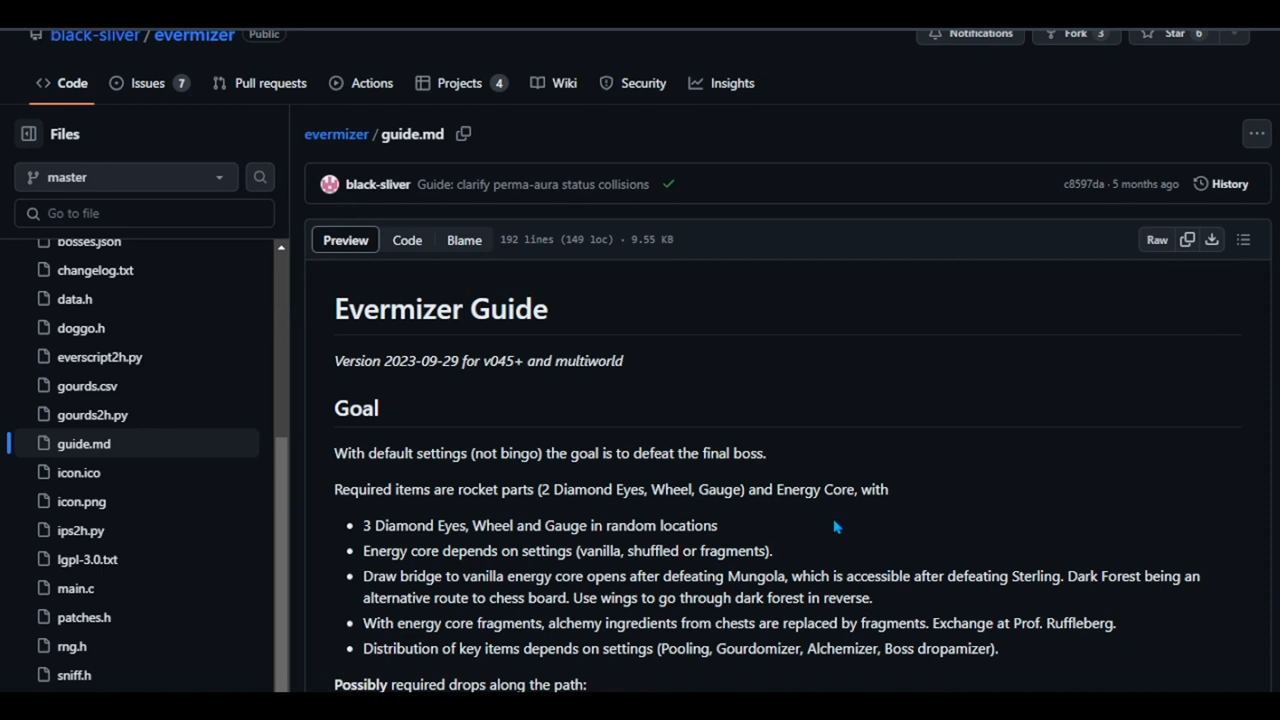 black-sliver / evermizer Public
Notifications Fork 3 Star 6
Code Issues 7 Pull requests Actions Projects 4 Wiki Security Insights
Files
master
Go to file
bosses.json
changelog.txt
data.h
doggo.h
everscript2h.py
gourds.csv
gourds2h.py
guide.md
icon.ico
icon.png
ips2h.py
lgpl-3.0.txt
main.c
patches.h
rng.h
sniff.h
evermizer / guide.md
black-sliver Guide: clarify perma-aura status collisions c8597da · 5 months ago History
Preview Code Blame 192 lines (149 loc) · 9.55 KB Raw
Evermizer Guide
Version 2023-09-29 for v045+ and multiworld
Goal
With default settings (not bingo) the goal is to defeat the final boss.
Required items are rocket parts (2 Diamond Eyes, Wheel, Gauge) and Energy Core, with
• 3 Diamond Eyes, Wheel and Gauge in random locations
• Energy core depends on settings (vanilla, shuffled or fragments).
• Draw bridge to vanilla energy core opens after defeating Mungola, which is accessible after defeating Sterling. Dark Forest being an
alternative route to chess board. Use wings to go through dark forest in reverse.
• With energy core fragments, alchemy ingredients from chests are replaced by fragments. Exchange at Prof. Ruffleberg.
• Distribution of key items depends on settings (Pooling, Gourdomizer, Alchemizer, Boss dropamizer).
Possibly required drops along the path: